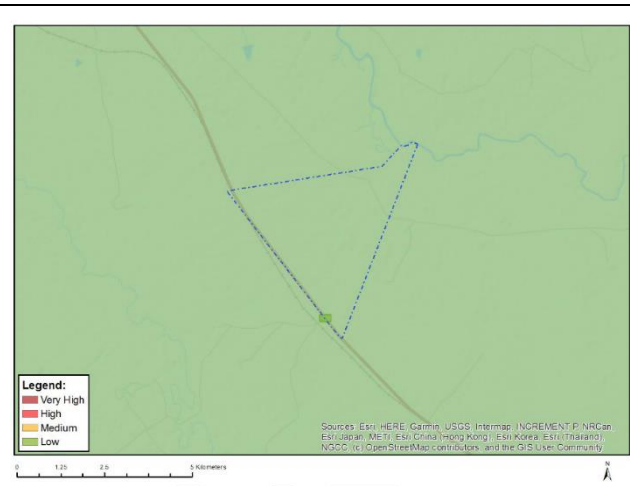 Legend:
Very High
High
Medium
Low
Sources: Esri, HERE, Garmin, USGS, Intermap, INCREMENT P, NRCan,
Esri Japan, METI, Esri China (Hong Kong), Esri Korea, Esri (Thailand),
NGCC, (c) OpenStreetMap contributors, and the GIS User Community
0 1.25 2.5 5 Kilometers
N